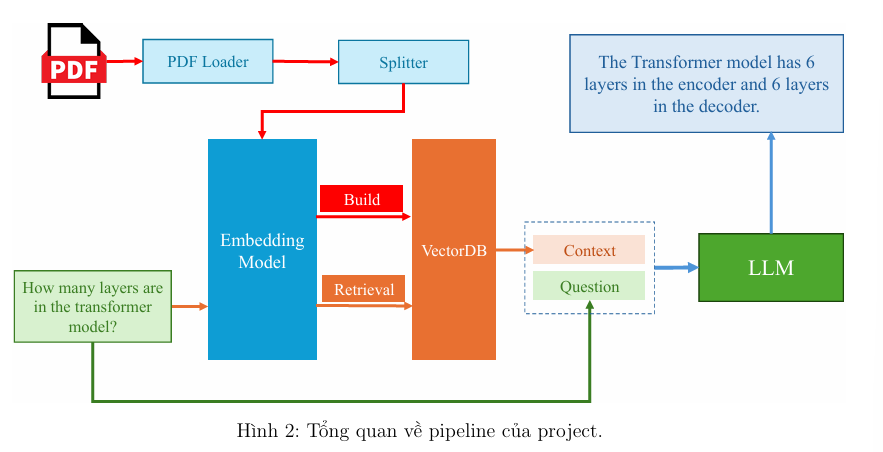 PDF
PDF Loader
Splitter
The Transformer model has 6
layers in the encoder and 6 layers
in the decoder.
Build
Embedding
Model
VectorDB
Context
LLM
Retrieval
Question
How many layers are
in the transformer
model?
Hình 2: Tổng quan về pipeline của project.